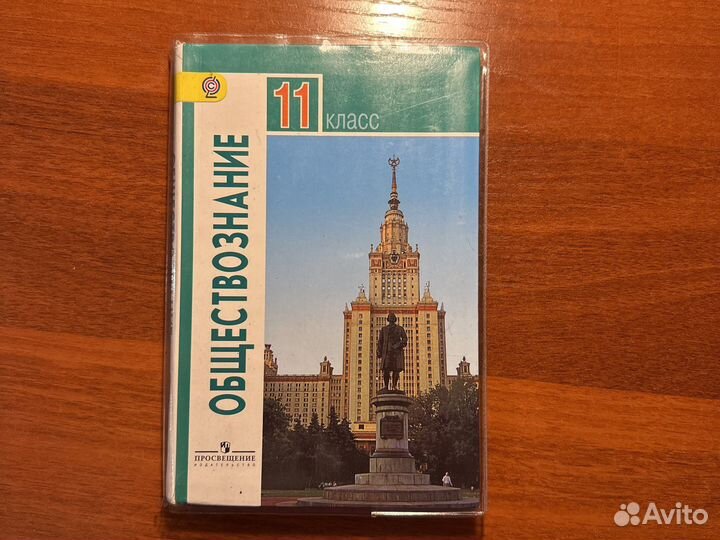 11
класс
ОБЩЕСТВОЗНАНИЕ
ПРОСВЕЩЕНИЕ
ИЗДАТЕЛЬСТВО
Avito